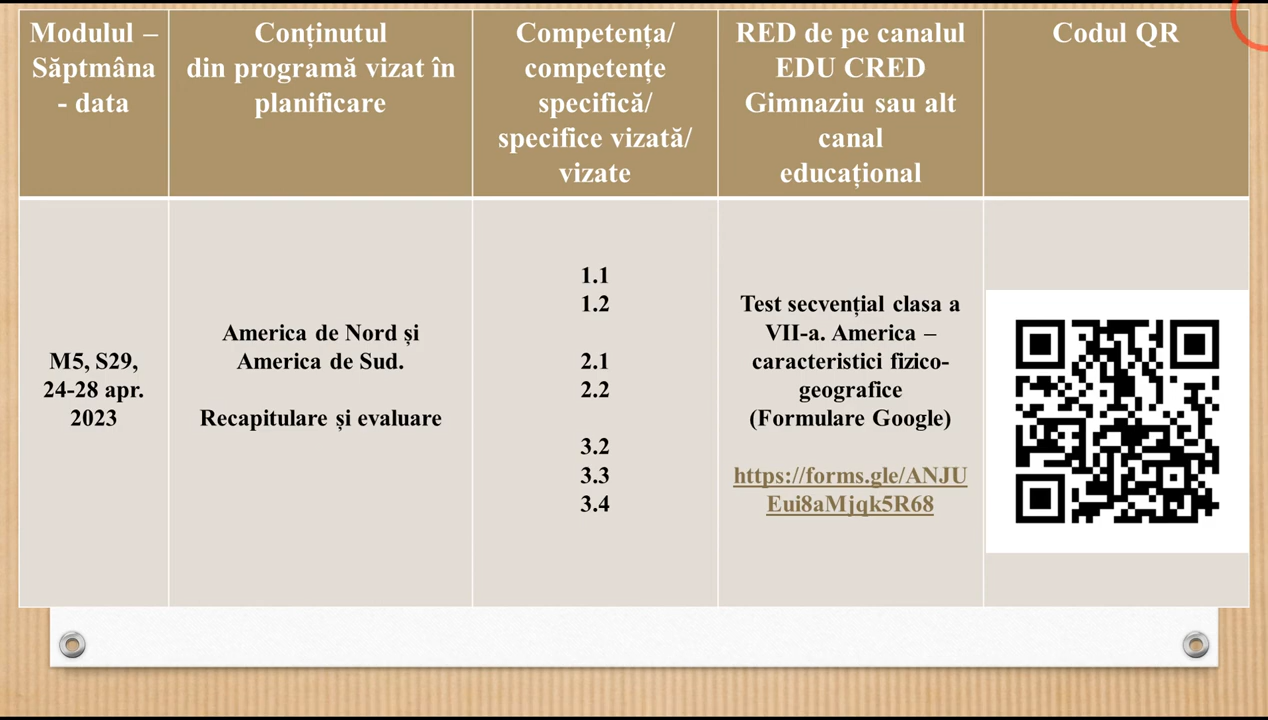 Modulul –
Săptmâna
- data
Conținutul
din programă vizat în
planificare
Competența/
competențe
specifică/
specifice vizată/
vizate
RED de pe canalul
EDU CRED
Gimnaziu sau alt
canal
educațional
Codul QR
M5, S29,
24-28 apr.
2023
America de Nord și
America de Sud.
Recapitulare și evaluare
1.1
1.2
2.1
2.2
3.2
3.3
3.4
Test secvențial clasa a
VII-a. America –
caracteristici fizico-
geografice
(Formulare Google)
https://forms.gle/ANJU
Eui8aMjqk5R68